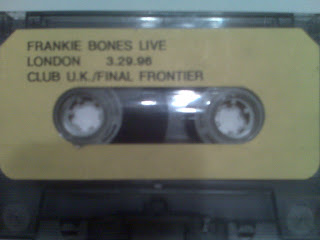 FRANKIE BONES LIVE
LONDON 3.29.96
CLUB U.K./FINAL FRONTIER